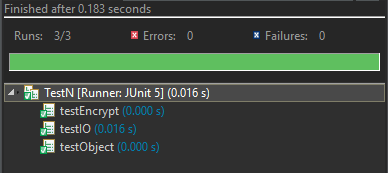 Finished after 0.183 seconds
Runs: 3/3 Errors: 0 Failures: 0
TestN [Runner: JUnit 5] (0.016 s)
testEncrypt (0.000 s)
testIO (0.016 s)
testObject (0.000 s)